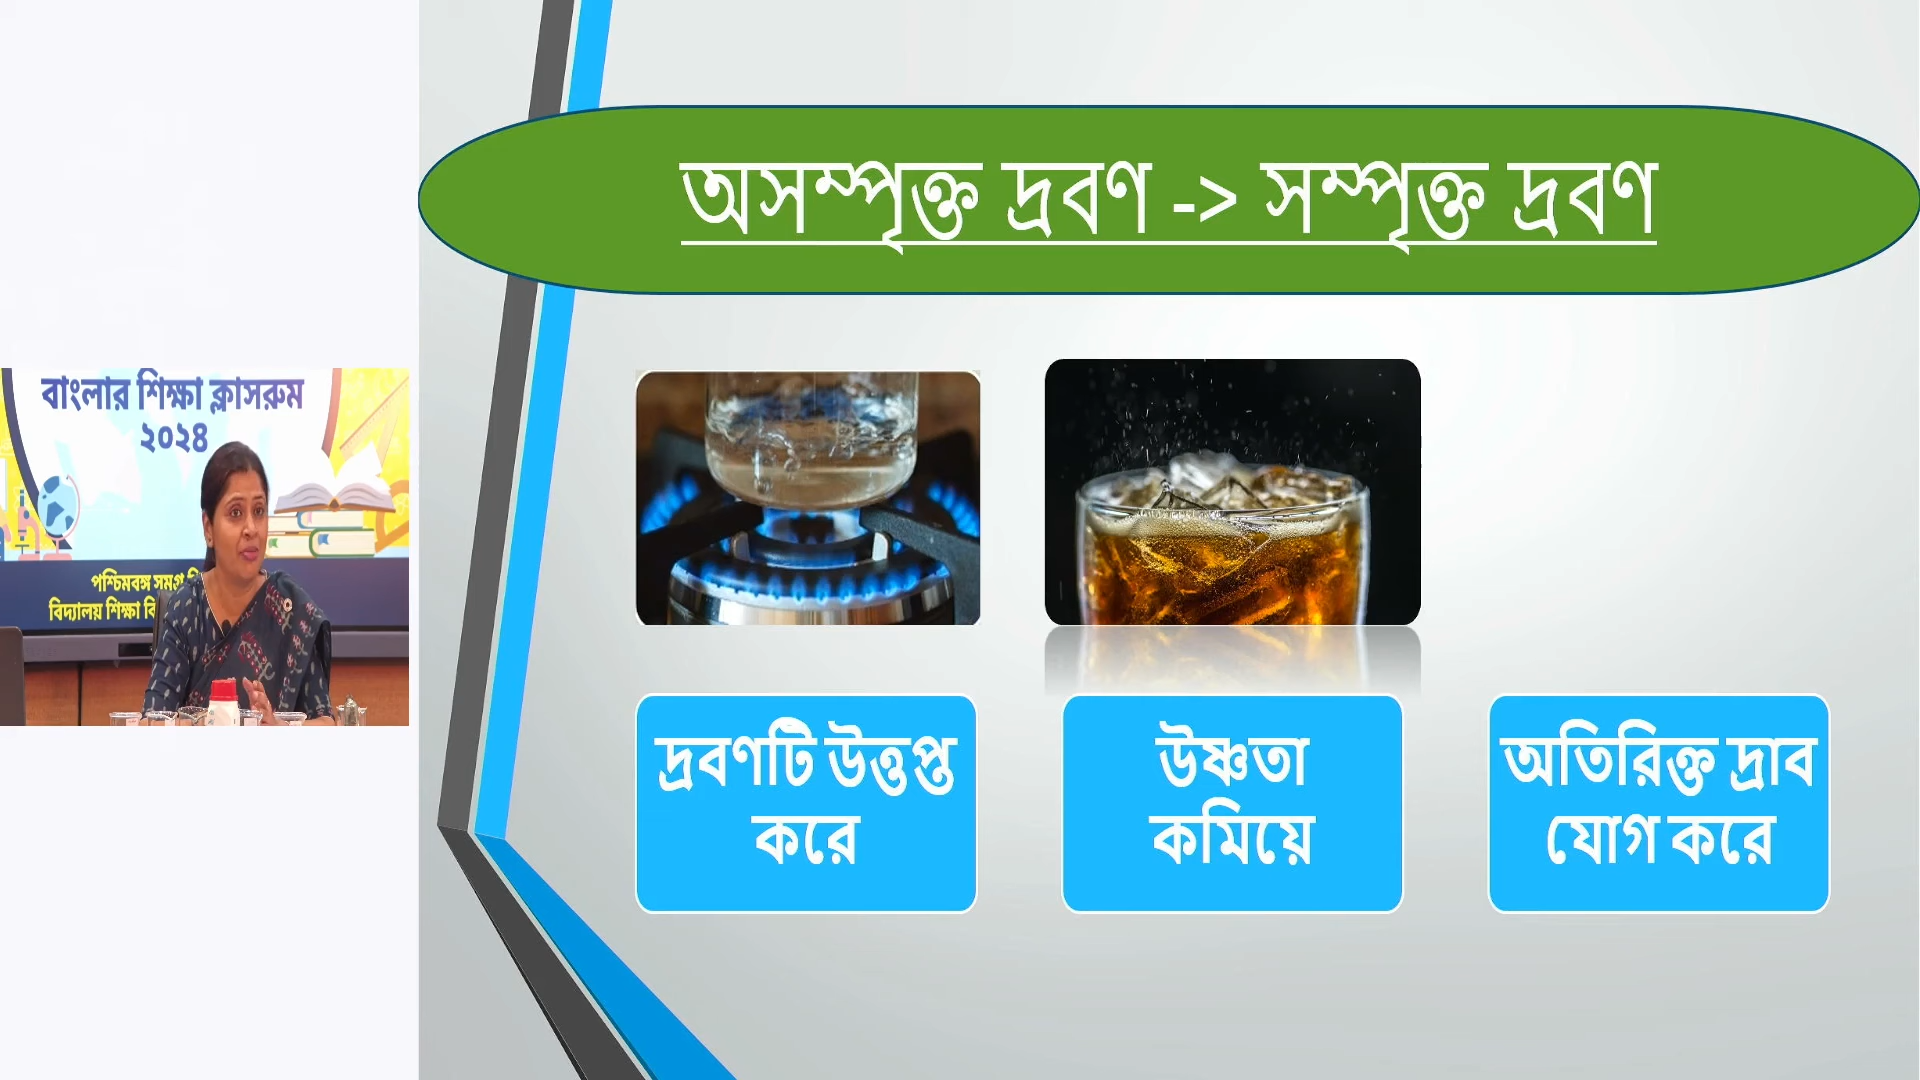 বাংলার শিক্ষা ক্লাসরুম
২০২৪
পশ্চিমবঙ্গ সমগ্র
বিদ্যালয় শিক্ষা
অসম্পৃক্ত দ্রবণ -> সম্পৃক্ত দ্রবণ
দ্রবণটি উত্তপ্ত
করে
উষ্ণতা
কমিয়ে
অতিরিক্ত দ্রাব
যোগ করে